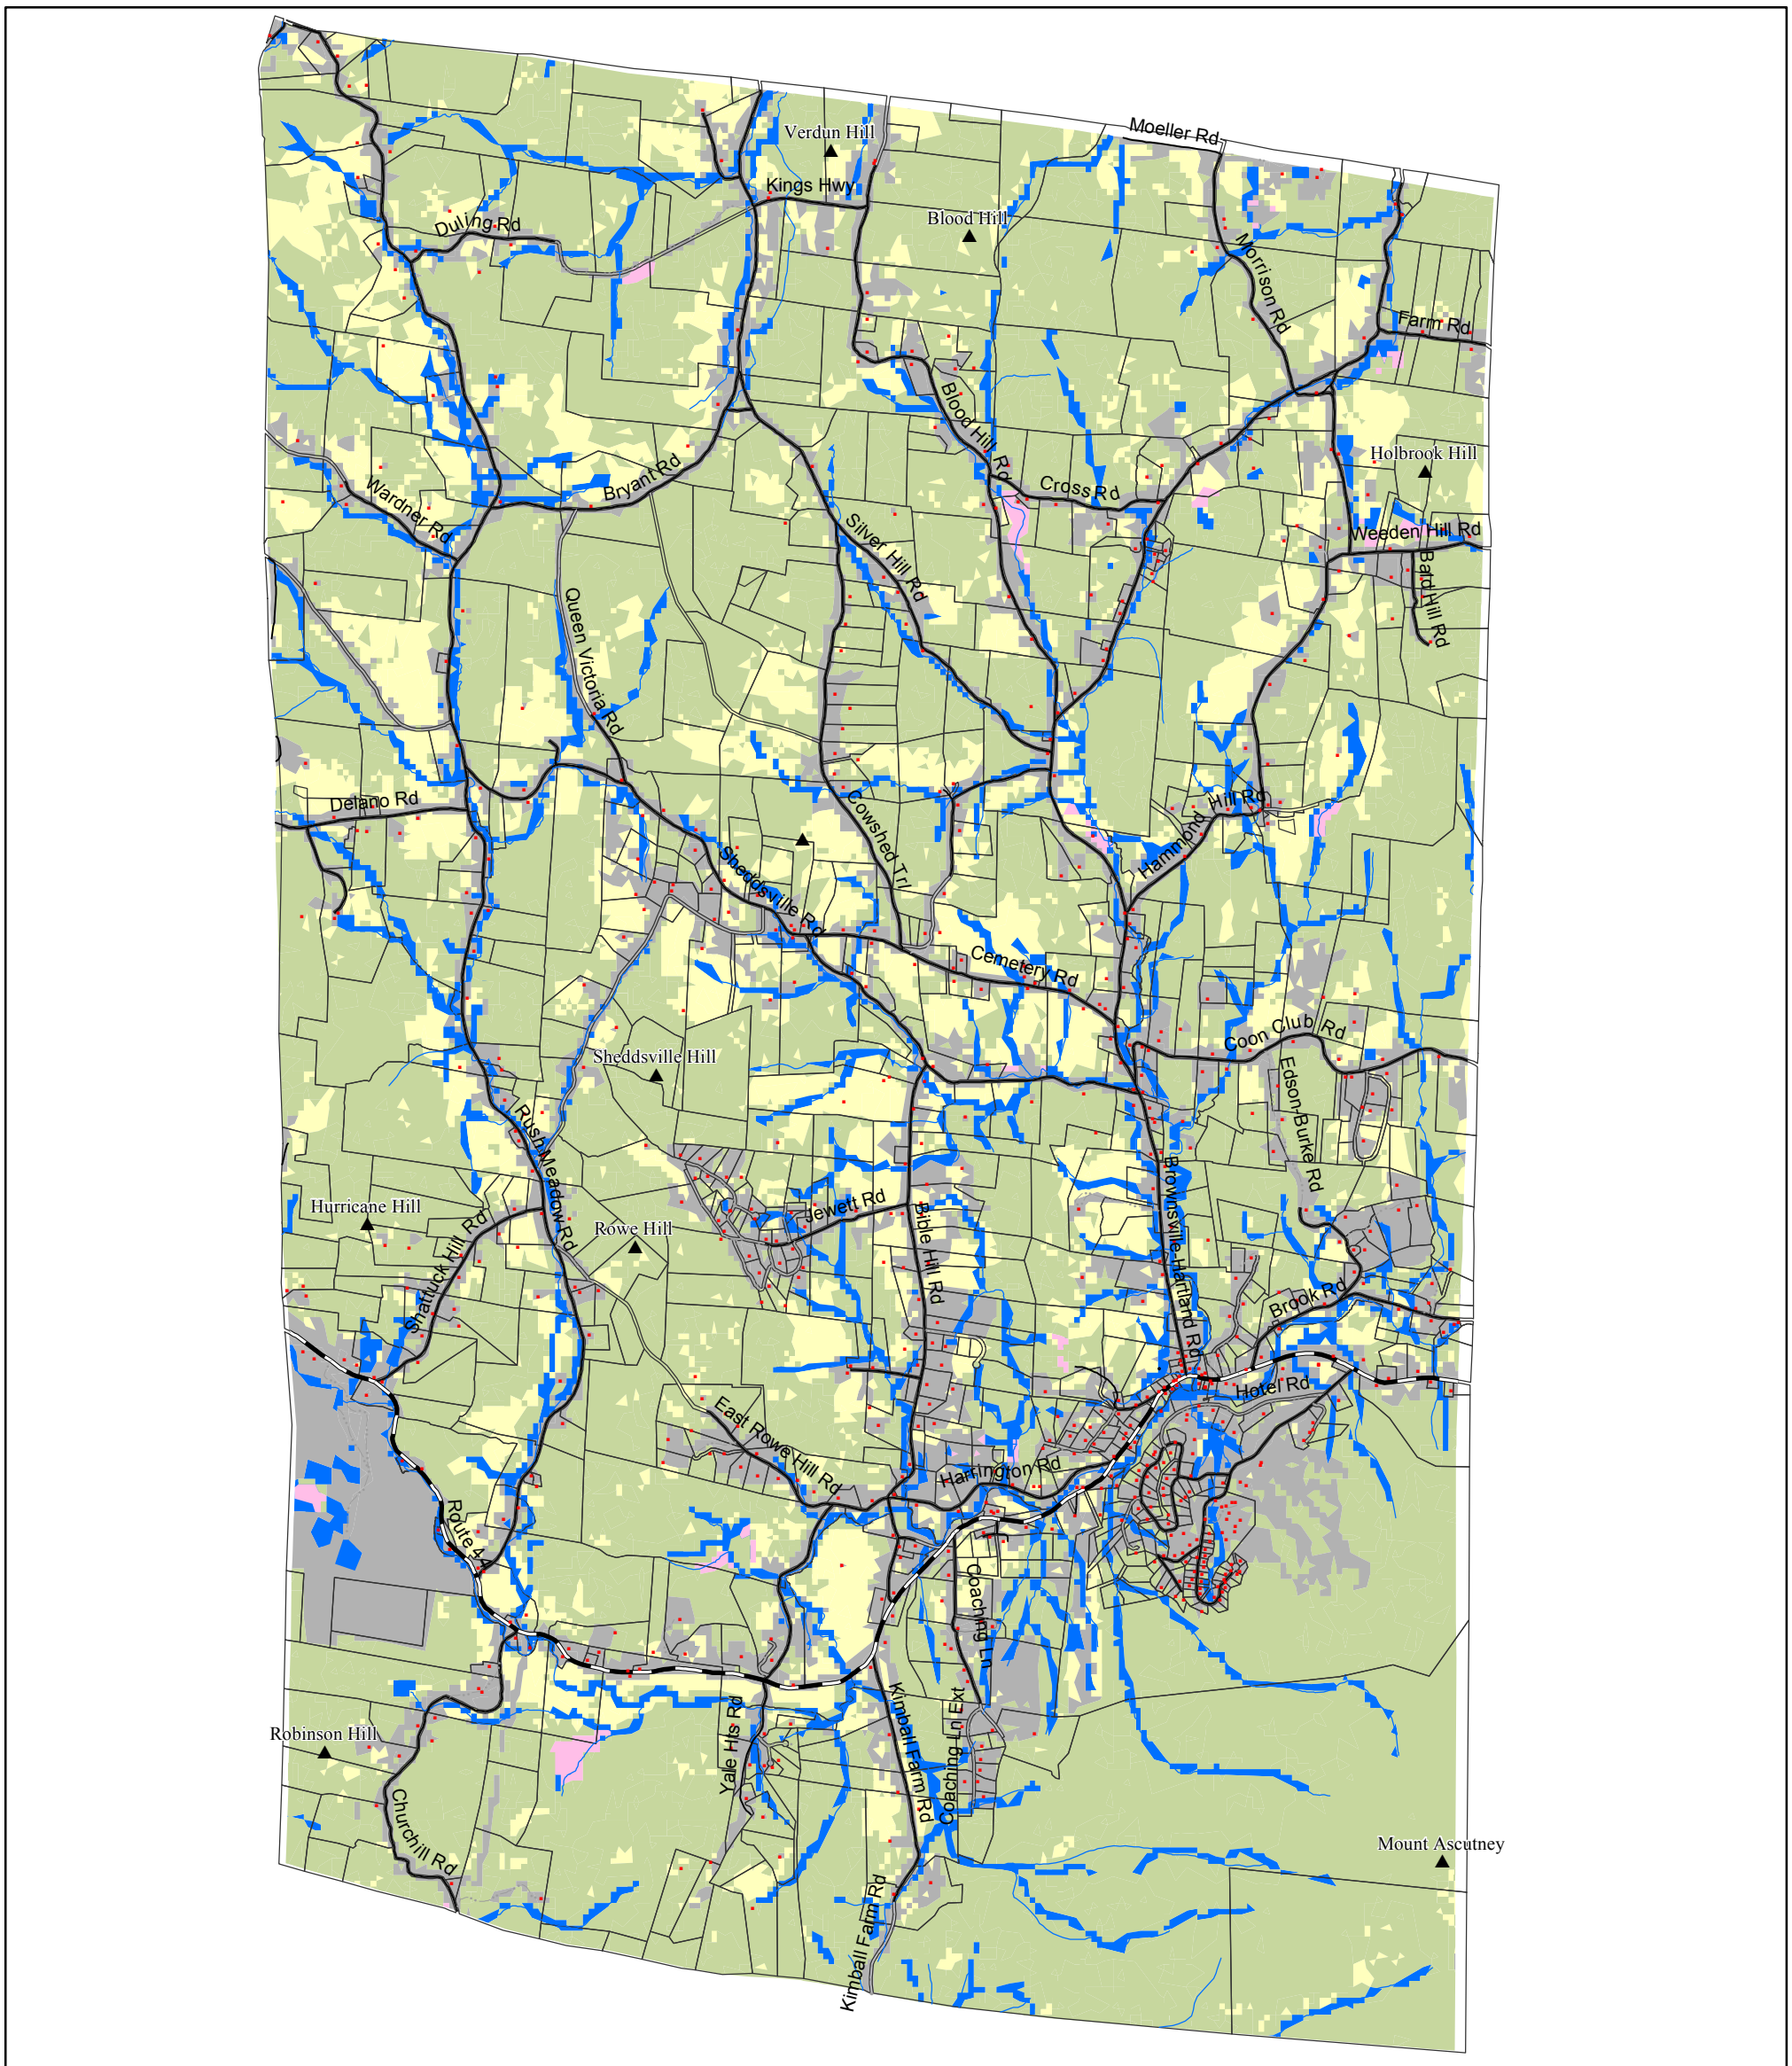 Moeller Rd
Verdun Hill
Kings Hwy
Blood Hill
Duling Rd
Morrison Rd
Farm Rd
Blood Hill Rd
Holbrook Hill
Bryant Rd
Cross Rd
Wardner Rd
Silver Hill Rd
Weeden Hill Rd
Bald Hill Rd
Queen Victoria Rd
Delano Rd
Cowshed Trl
Hammond Hill Rd
Sheddsville Rd
Cemetery Rd
Coon Club Rd
Sheddsville Hill
Edson-Burke Rd
Rush Meadow Rd
Brownsville-Hartland Rd
Hurricane Hill
Jewett Rd
Bible Hill Rd
Rowe Hill
Shattuck Hill Rd
Brook Rd
Hotel Rd
East Rowe Hill Rd
Harrington Rd
Route 44
Coaching Ln
Kimball Farm Rd
Coaching Ln Ext
Yale Hts Rd
Robinson Hill
Churchill Rd
Mount Ascutney
Kimball Farm Rd